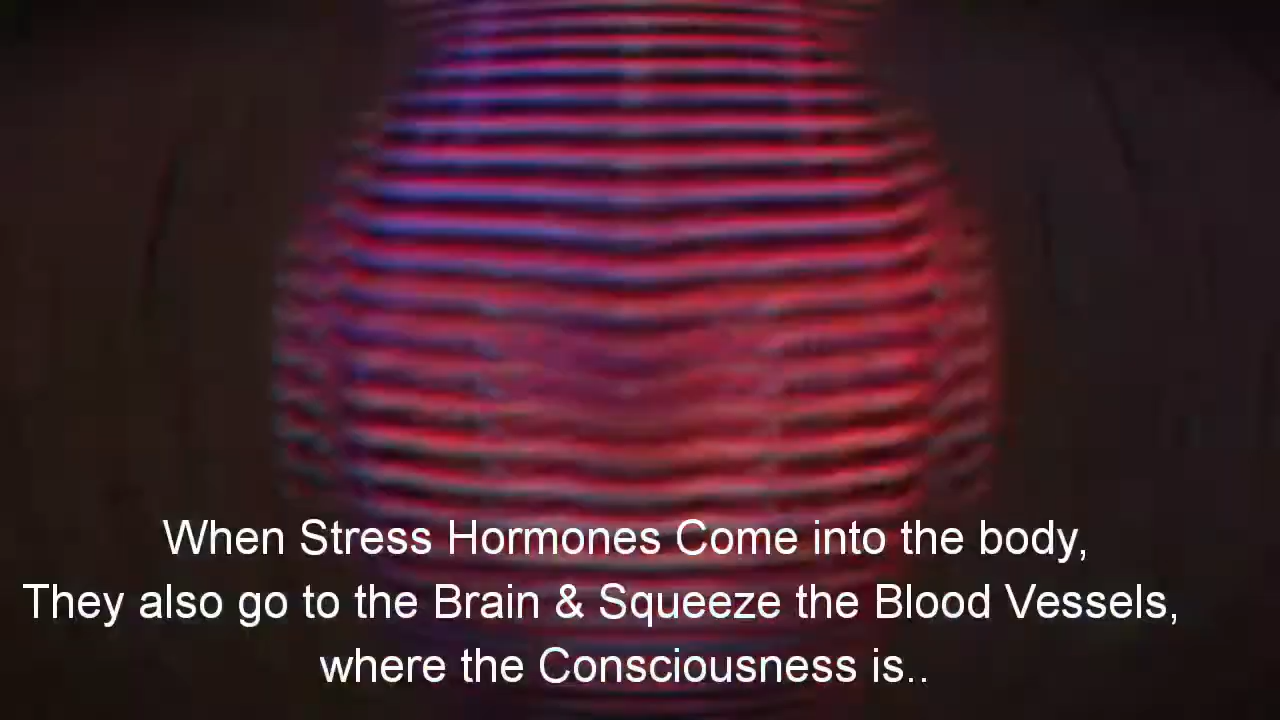 When Stress Hormones Come into the body,
They also go to the Brain & Squeeze the Blood Vessels,
where the Consciousness is..